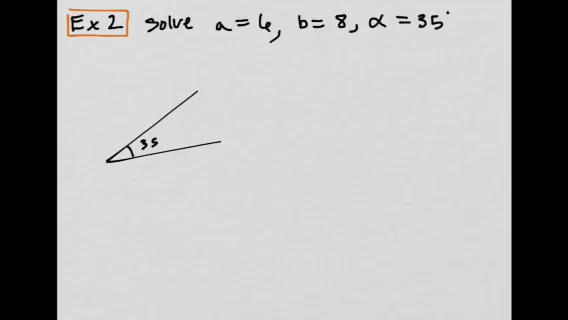 Ex 2 solve a = 6, b = 8, α = 35°
35